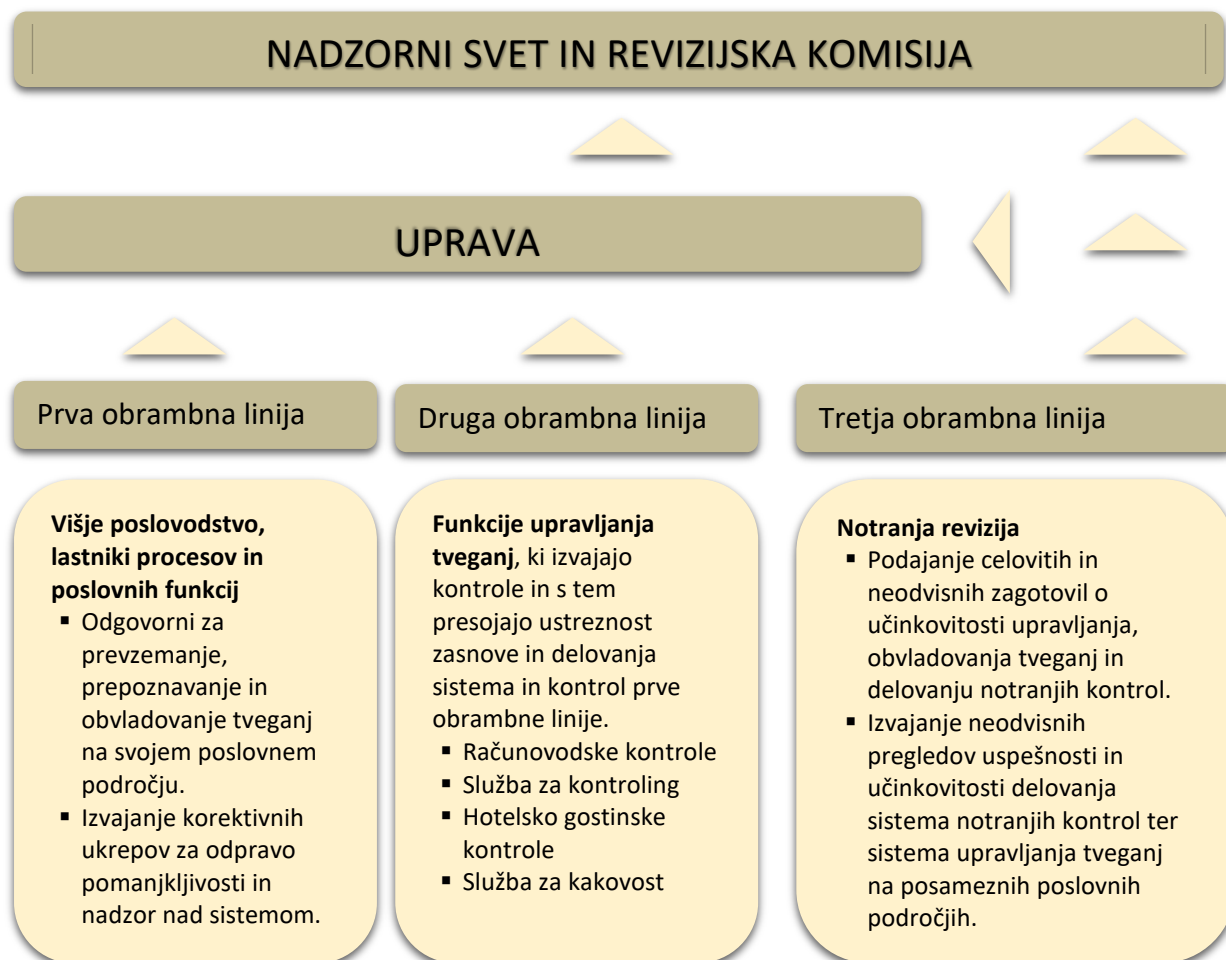 NADZORNI SVET IN REVIZIJSKA KOMISIJA
UPRAVA
Prva obrambna linija
Višje poslovodstvo,
lastniki procesov in
poslovnih funkcij
▪ Odgovorni za
prevzemanje,
prepoznavanje in
obvladovanje tveganj
na svojem poslovnem
področju.
▪ Izvajanje korektivnih
ukrepov za odpravo
pomanjkljivosti in
nadzor nad sistemom.
Druga obrambna linija
Funkcije upravljanja
tveganj, ki izvajajo
kontrole in s tem
presojajo ustreznost
zasnove in delovanja
sistema in kontrol prve
obrambne linije.
▪ Računovodske kontrole
▪ Služba za kontroling
▪ Hotelsko gostinske
kontrole
▪ Služba za kakovost
Tretja obrambna linija
Notranja revizija
▪ Podajanje celovitih in
neodvisnih zagotovil o
učinkovitosti upravljanja,
obvladovanja tveganj in
delovanju notranjih kontrol.
▪ Izvajanje neodvisnih
pregledov uspešnosti in
učinkovitosti delovanja
sistema notranjih kontrol ter
sistema upravljanja tveganj
na posameznih poslovnih
področjih.